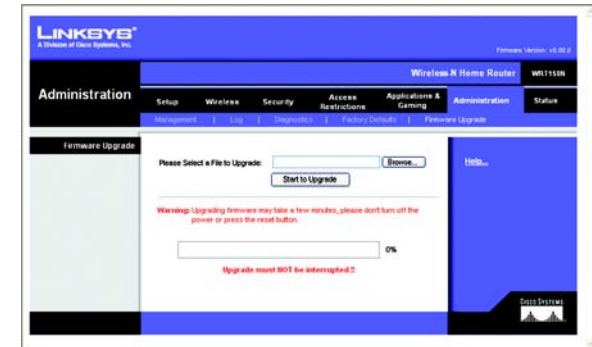 LINKSYS®
A Division of Cisco Systems, Inc.
Firmware Version: v0.00.0
Wireless-N Home Router WRT150N
Administration
Setup Wireless Security Access Restrictions Applications & Gaming Administration Status
Management | Log | Diagnostics | Factory Defaults | Firmware Upgrade
Firmware Upgrade
Please Select a File to Upgrade: Browse...
Start to Upgrade
Help...
Warning: Upgrading firmware may take a few minutes, please don't turn off the
power or press the reset button.
0%
Upgrade must NOT be interrupted !!
CISCO SYSTEMS